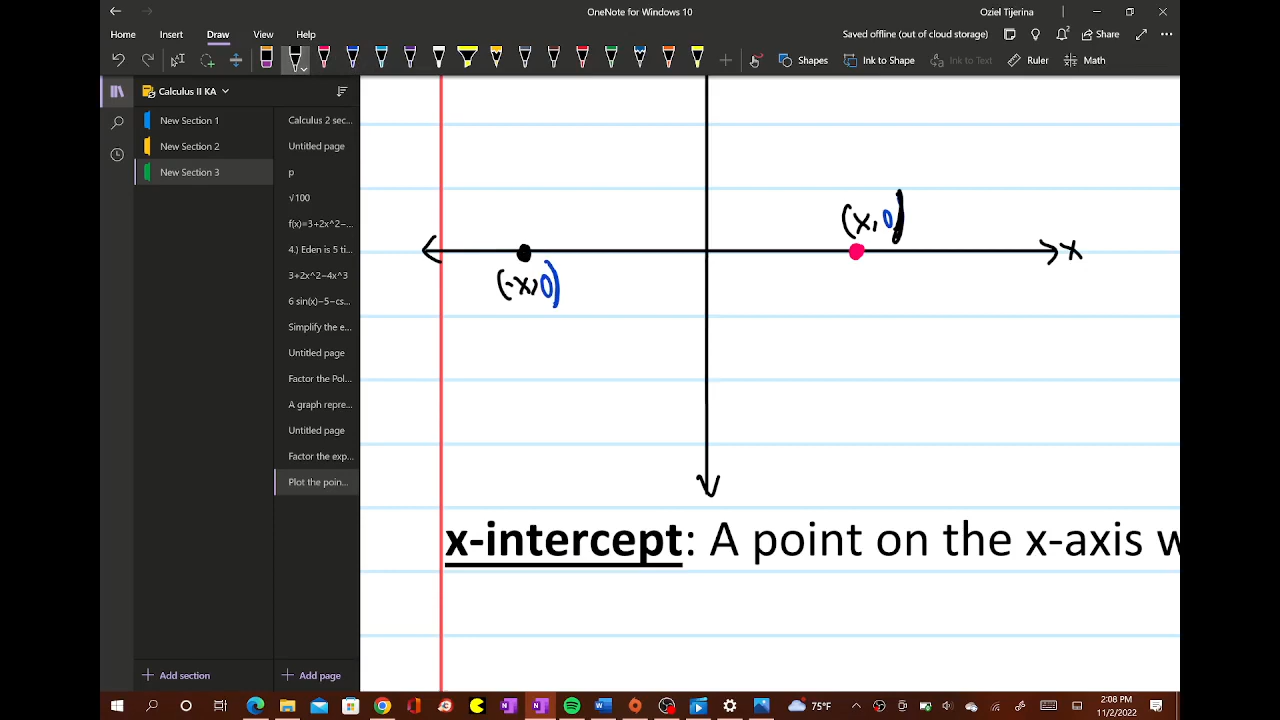 OneNote for Windows 10
Oziel Tijerina
Home
Insert
Draw
View
Help
Saved offline (out of cloud storage)
Share
Shapes
Ink to Shape
Ink to Text
Ruler
Math
Calculus II KA
New Section 1
New Section 2
New Section 3
Calculus 2 sec...
Untitled page
p
√100
f(x)=3+2x^2−...
4.) Eden is 5 ti...
3+2x^2−4x^3
6 sin(x)−5−cs...
Simplify the e...
Untitled page
Factor the Pol...
A graph repre...
Untitled page
Factor the exp...
Plot the poin...
Add section
Add page
(x,0)
x
(-x,0)
x-intercept: A point on the x-axis w
75°F
2:08 PM
11/2/2022